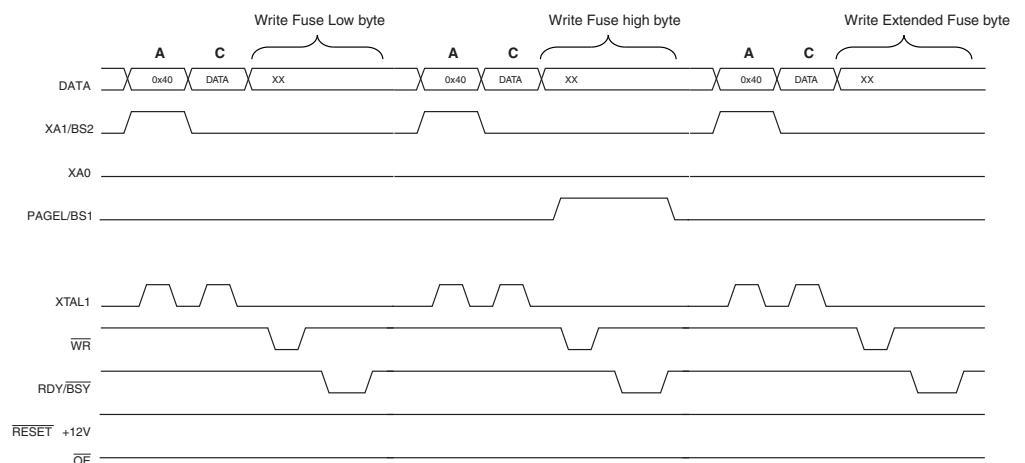 Write Fuse Low byte Write Fuse high byte Write Extended Fuse byte
A C A C A C
DATA 0x40 DATA XX 0x40 DATA XX 0x40 DATA XX
XA1/BS2
XA0
PAGEL/BS1
XTAL1
WR
RDY/BSY
RESET +12V
OE